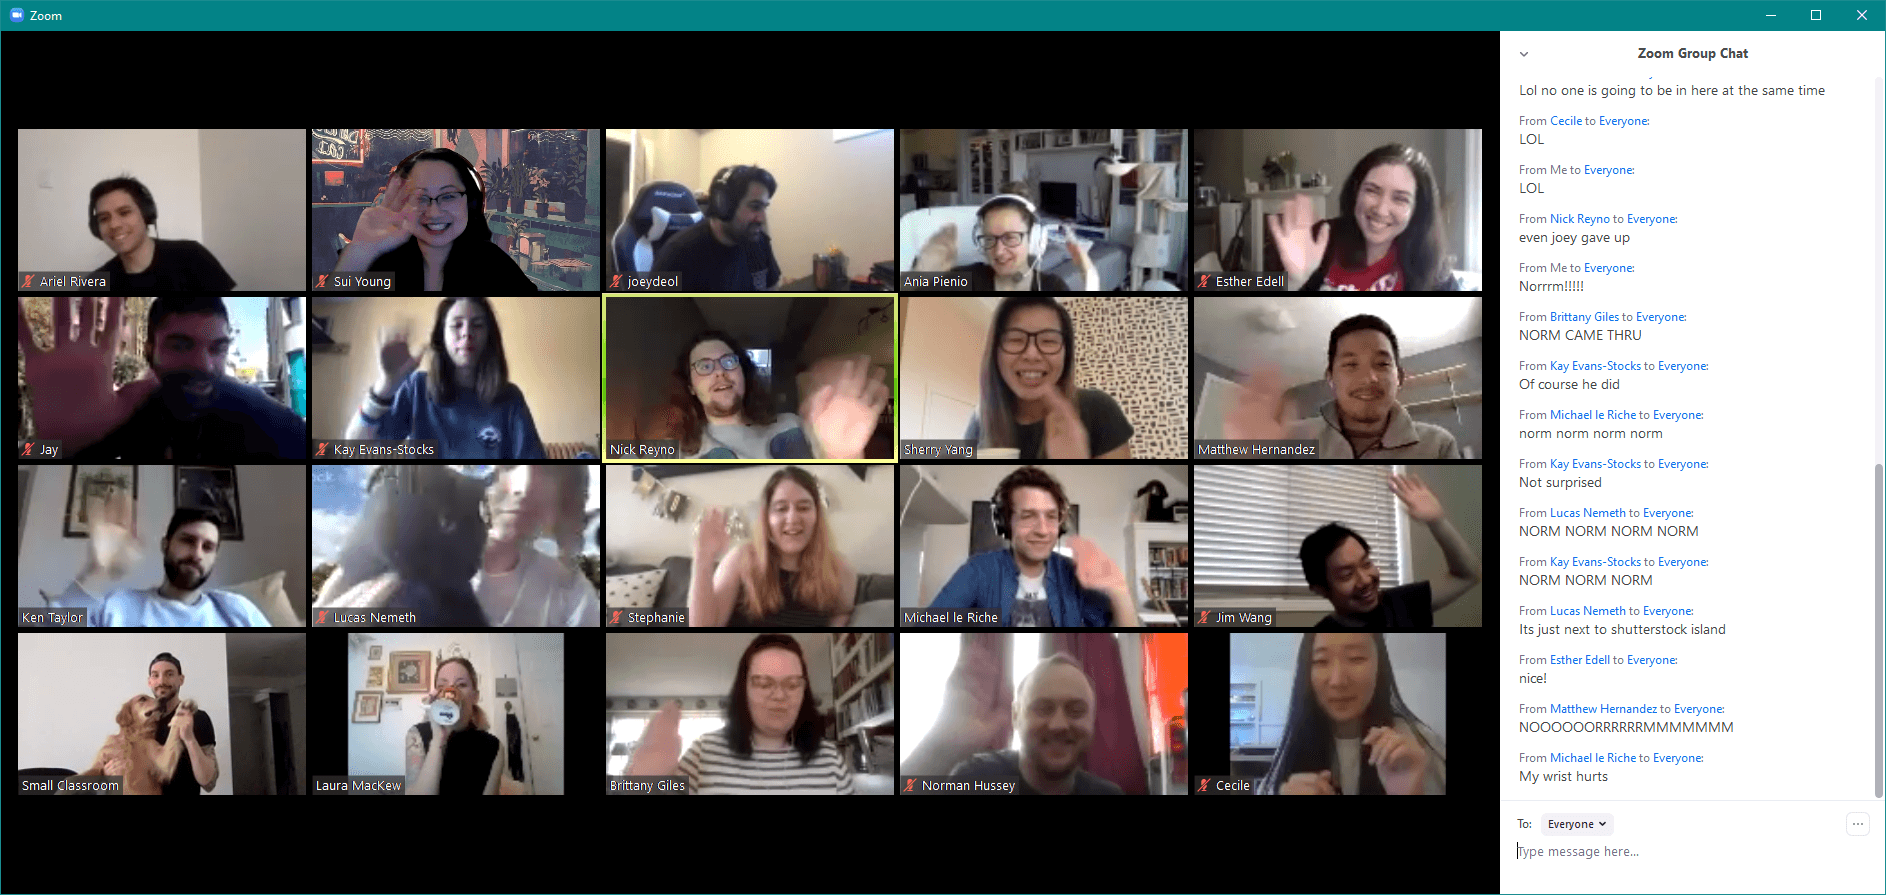 Zoom
Ariel Rivera
Sui Young
joeydeol
Ania Pienio
Esther Edell
Jay
Kay Evans-Stocks
Nick Reyno
Sherry Yang
Matthew Hernandez
Ken Taylor
Lucas Nemeth
Stephanie
Michael le Riche
Jim Wang
Small Classroom
Laura MacKew
Brittany Giles
Norman Hussey
Cecile
Zoom Group Chat
Lol no one is going to be in here at the same time
From Cecile to Everyone:
LOL
From Me to Everyone:
LOL
From Nick Reyno to Everyone:
even joey gave up
From Me to Everyone:
Norrrm!!!!!
From Brittany Giles to Everyone:
NORM CAME THRU
From Kay Evans-Stocks to Everyone:
Of course he did
From Michael le Riche to Everyone:
norm norm norm norm
From Kay Evans-Stocks to Everyone:
Not surprised
From Lucas Nemeth to Everyone:
NORM NORM NORM NORM
From Kay Evans-Stocks to Everyone:
NORM NORM NORM
From Lucas Nemeth to Everyone:
Its just next to shutterstock island
From Esther Edell to Everyone:
nice!
From Matthew Hernandez to Everyone:
NOOOOOORRRRRRMMMMMMM
From Michael le Riche to Everyone:
My wrist hurts
To: Everyone
Type message here...